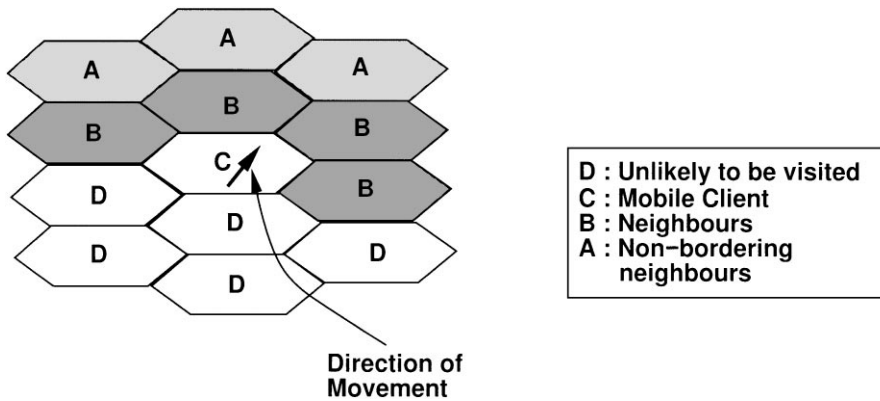 A
A
A
B
B
B
C
B
D
D
D
D
D
D : Unlikely to be visited
C : Mobile Client
B : Neighbours
A : Non-bordering
neighbours
Direction of
Movement